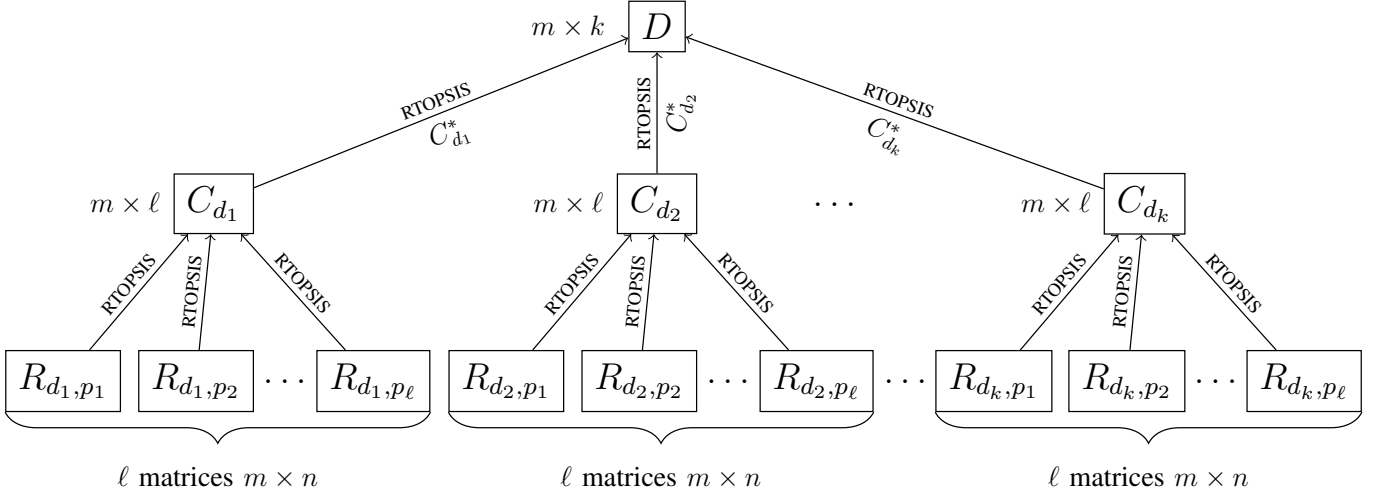 m × k D
RTOPSIS RTOPSIS RTOPSIS
C*_{d_1} C*_{d_2} C*_{d_k}
m × ℓ C_{d_1} m × ℓ C_{d_2} ... m × ℓ C_{d_k}
RTOPSIS RTOPSIS RTOPSIS RTOPSIS RTOPSIS RTOPSIS RTOPSIS RTOPSIS RTOPSIS
R_{d_1,p_1} R_{d_1,p_2} ... R_{d_1,p_ℓ} R_{d_2,p_1} R_{d_2,p_2} ... R_{d_2,p_ℓ} ... R_{d_k,p_1} R_{d_k,p_2} ... R_{d_k,p_ℓ}
ℓ matrices m × n ℓ matrices m × n ℓ matrices m × n